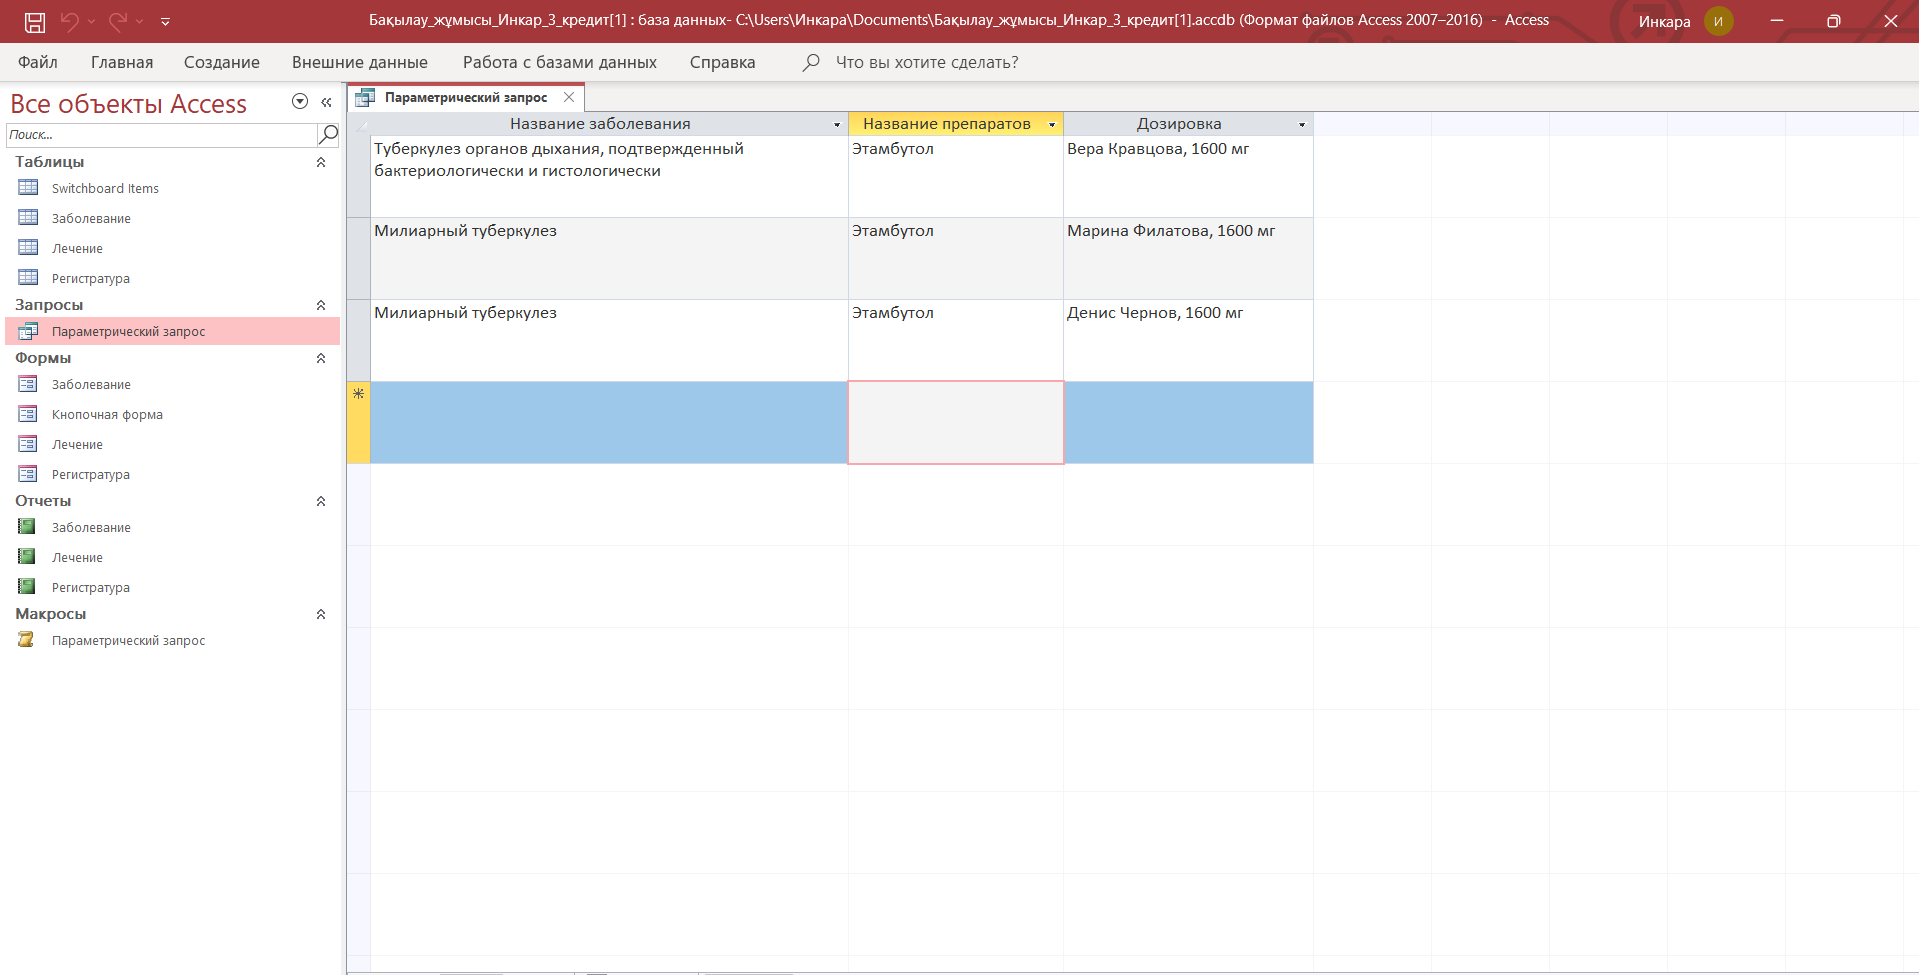 Бақылау_жұмысы_Инкар_3_кредит[1] : база данных- C:\Users\Инкара\Documents\Бақылау_жұмысы_Инкар_3_кредит[1].accdb (Формат файлов Access 2007–2016) - Access
Инкара
И
Файл Главная Создание Внешние данные Работа с базами данных Справка Что вы хотите сделать?
Все объекты Access
Поиск...
Таблицы
Switchboard Items
Заболевание
Лечение
Регистратура
Запросы
Параметрический запрос
Формы
Заболевание
Кнопочная форма
Лечение
Регистратура
Отчеты
Заболевание
Лечение
Регистратура
Макросы
Параметрический запрос
Параметрический запрос
Название заболевания Название препаратов Дозировка
Туберкулез органов дыхания, подтвержденный Этамбутол Вера Кравцова, 1600 мг
бактериологически и гистологически
Милиарный туберкулез Этамбутол Марина Филатова, 1600 мг
Милиарный туберкулез Этамбутол Денис Чернов, 1600 мг